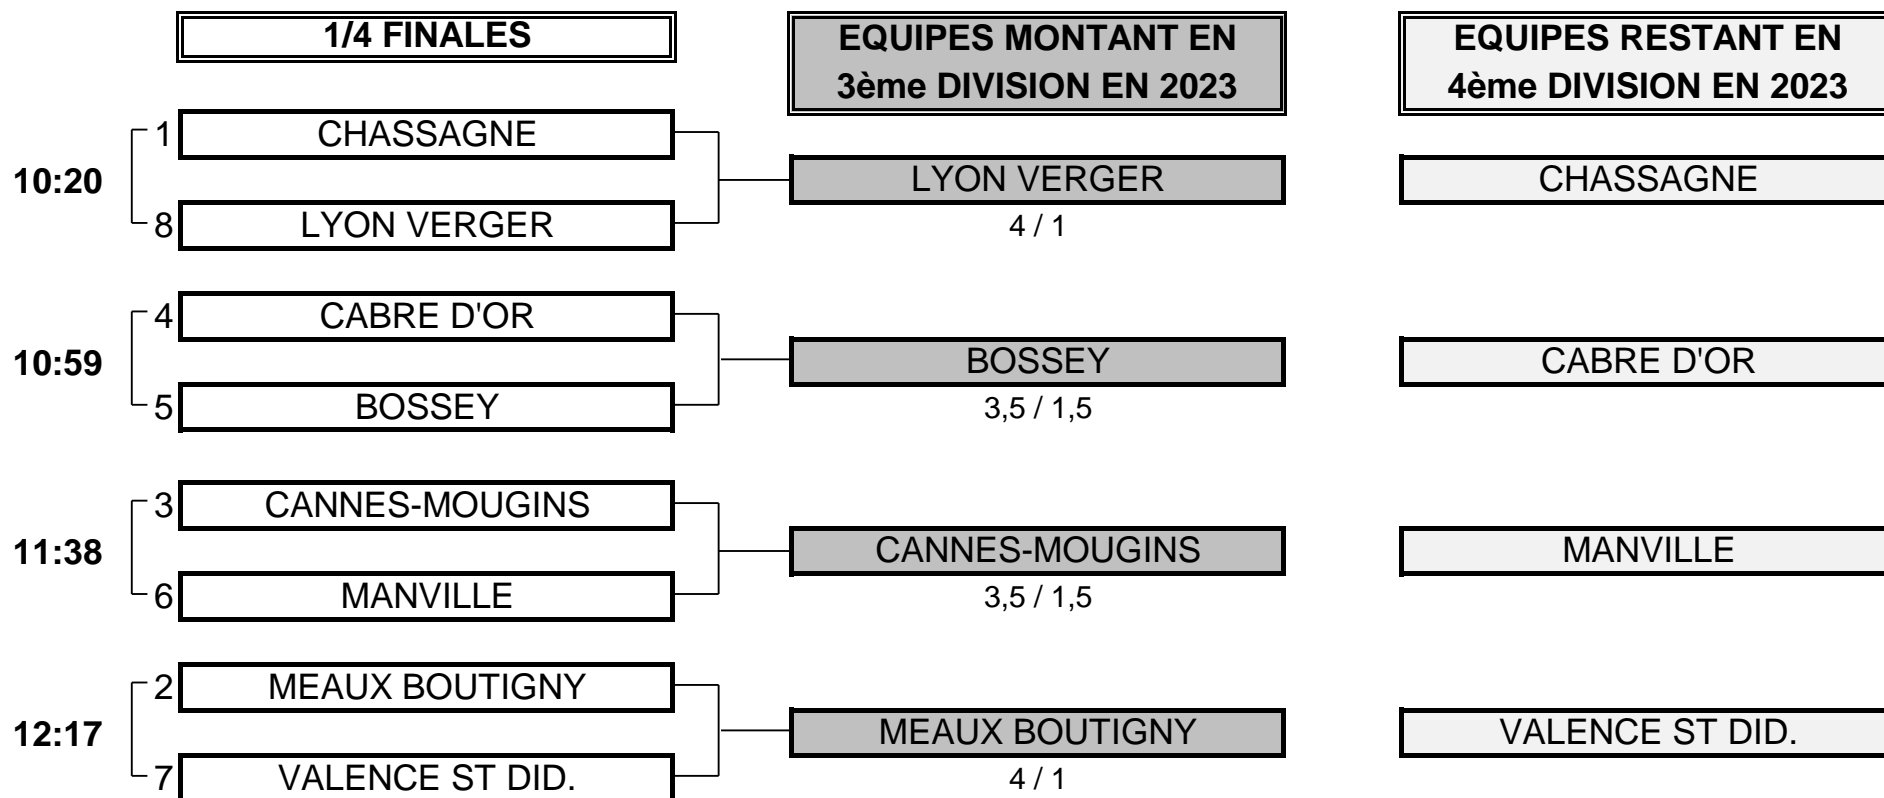 1/4 FINALES
EQUIPES MONTANT EN
3ème DIVISION EN 2023
EQUIPES RESTANT EN
4ème DIVISION EN 2023
1 CHASSAGNE
10:20
LYON VERGER
CHASSAGNE
8 LYON VERGER
4 / 1
4 CABRE D'OR
10:59
BOSSEY
CABRE D'OR
5 BOSSEY
3,5 / 1,5
3 CANNES-MOUGINS
11:38
CANNES-MOUGINS
MANVILLE
6 MANVILLE
3,5 / 1,5
2 MEAUX BOUTIGNY
12:17
MEAUX BOUTIGNY
VALENCE ST DID.
7 VALENCE ST DID.
4 / 1